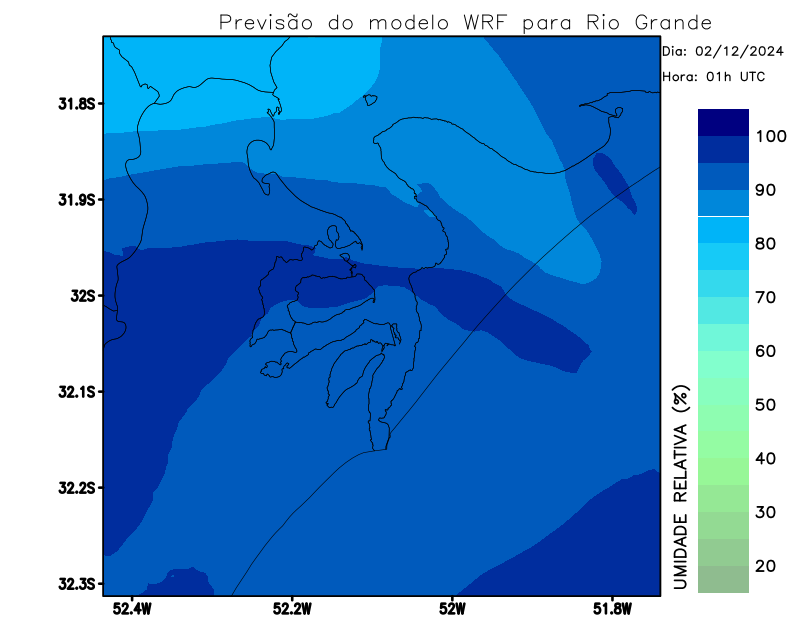 Previsão do modelo WRF para Rio Grande
Dia: 02/12/2024
Hora: 01h UTC
31.8S
31.9S
32S
32.1S
32.2S
32.3S
52.4W
52.2W
52W
51.8W
UMIDADE RELATIVA (%)
100
90
80
70
60
50
40
30
20